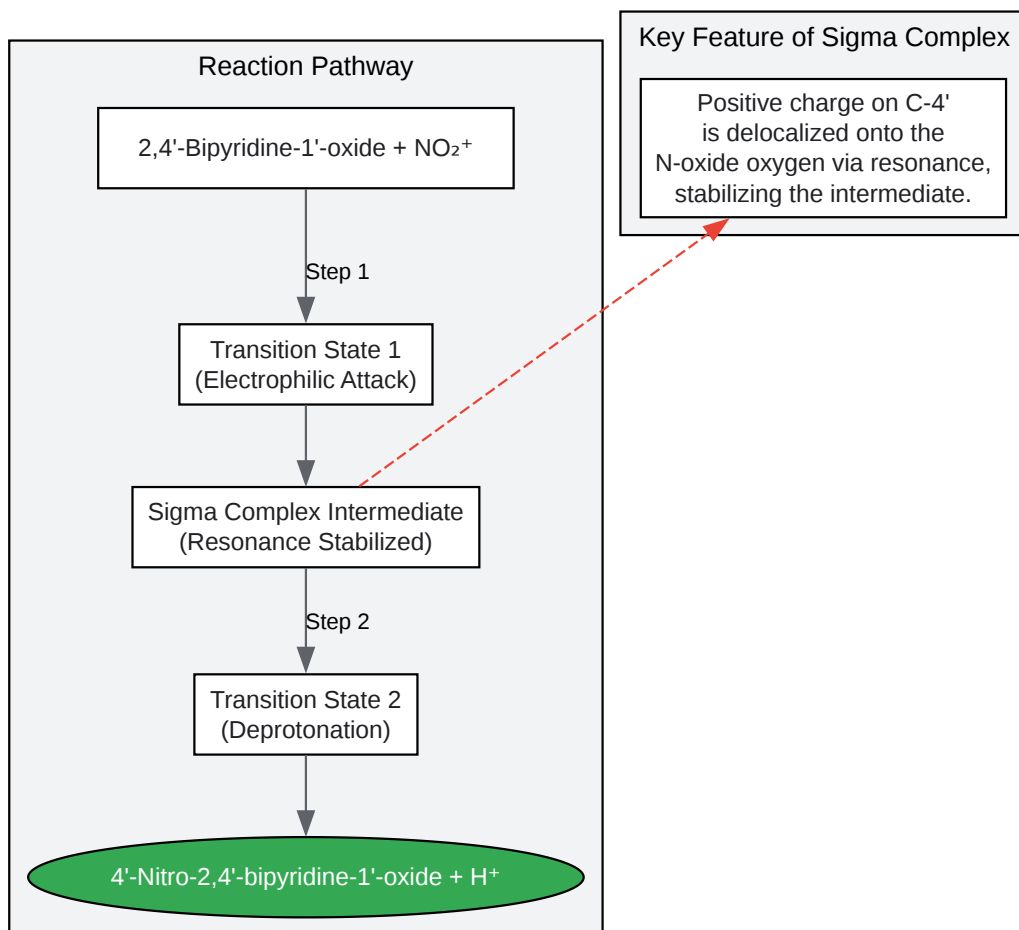 Reaction Pathway
2,4'-Bipyridine-1'-oxide + NO₂⁺
Step 1
Transition State 1
(Electrophilic Attack)
Sigma Complex Intermediate
(Resonance Stabilized)
Step 2
Transition State 2
(Deprotonation)
4'-Nitro-2,4'-bipyridine-1'-oxide + H⁺
Key Feature of Sigma Complex
Positive charge on C-4'
is delocalized onto the
N-oxide oxygen via resonance,
stabilizing the intermediate.